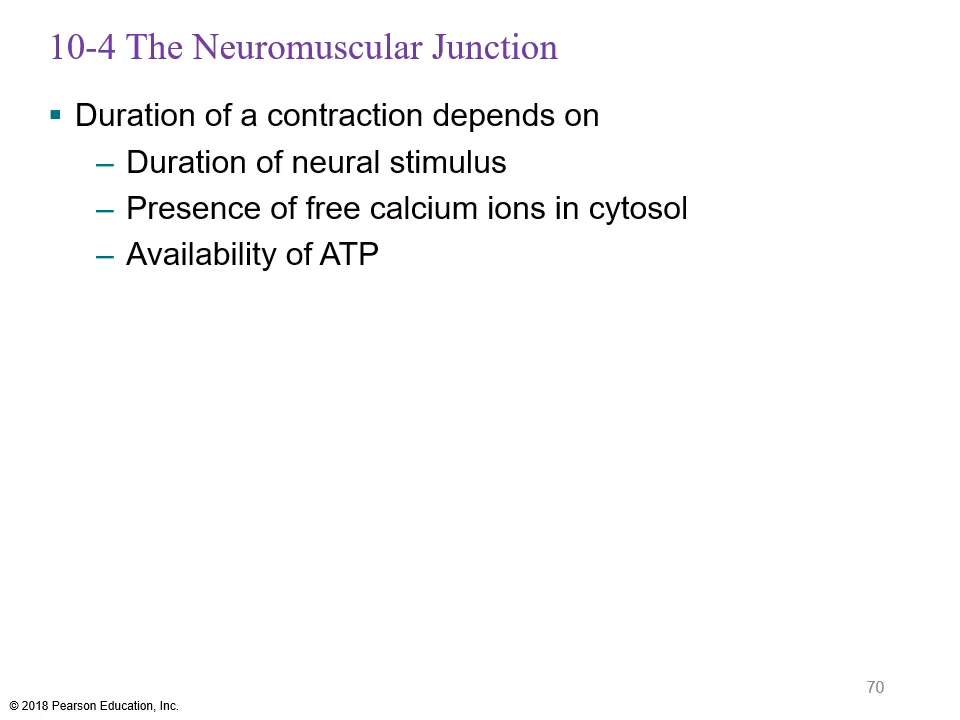 10-4 The Neuromuscular Junction
▪ Duration of a contraction depends on
– Duration of neural stimulus
– Presence of free calcium ions in cytosol
– Availability of ATP
70
© 2018 Pearson Education, Inc.